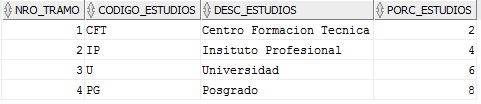 NRO_TRAMO CODIGO_ESTUDIOS DESC_ESTUDIOS PORC_ESTUDIOS
1 CFT Centro Formacion Tecnica 2
2 IP Insituto Profesional 4
3 U Universidad 6
4 PG Posgrado 8